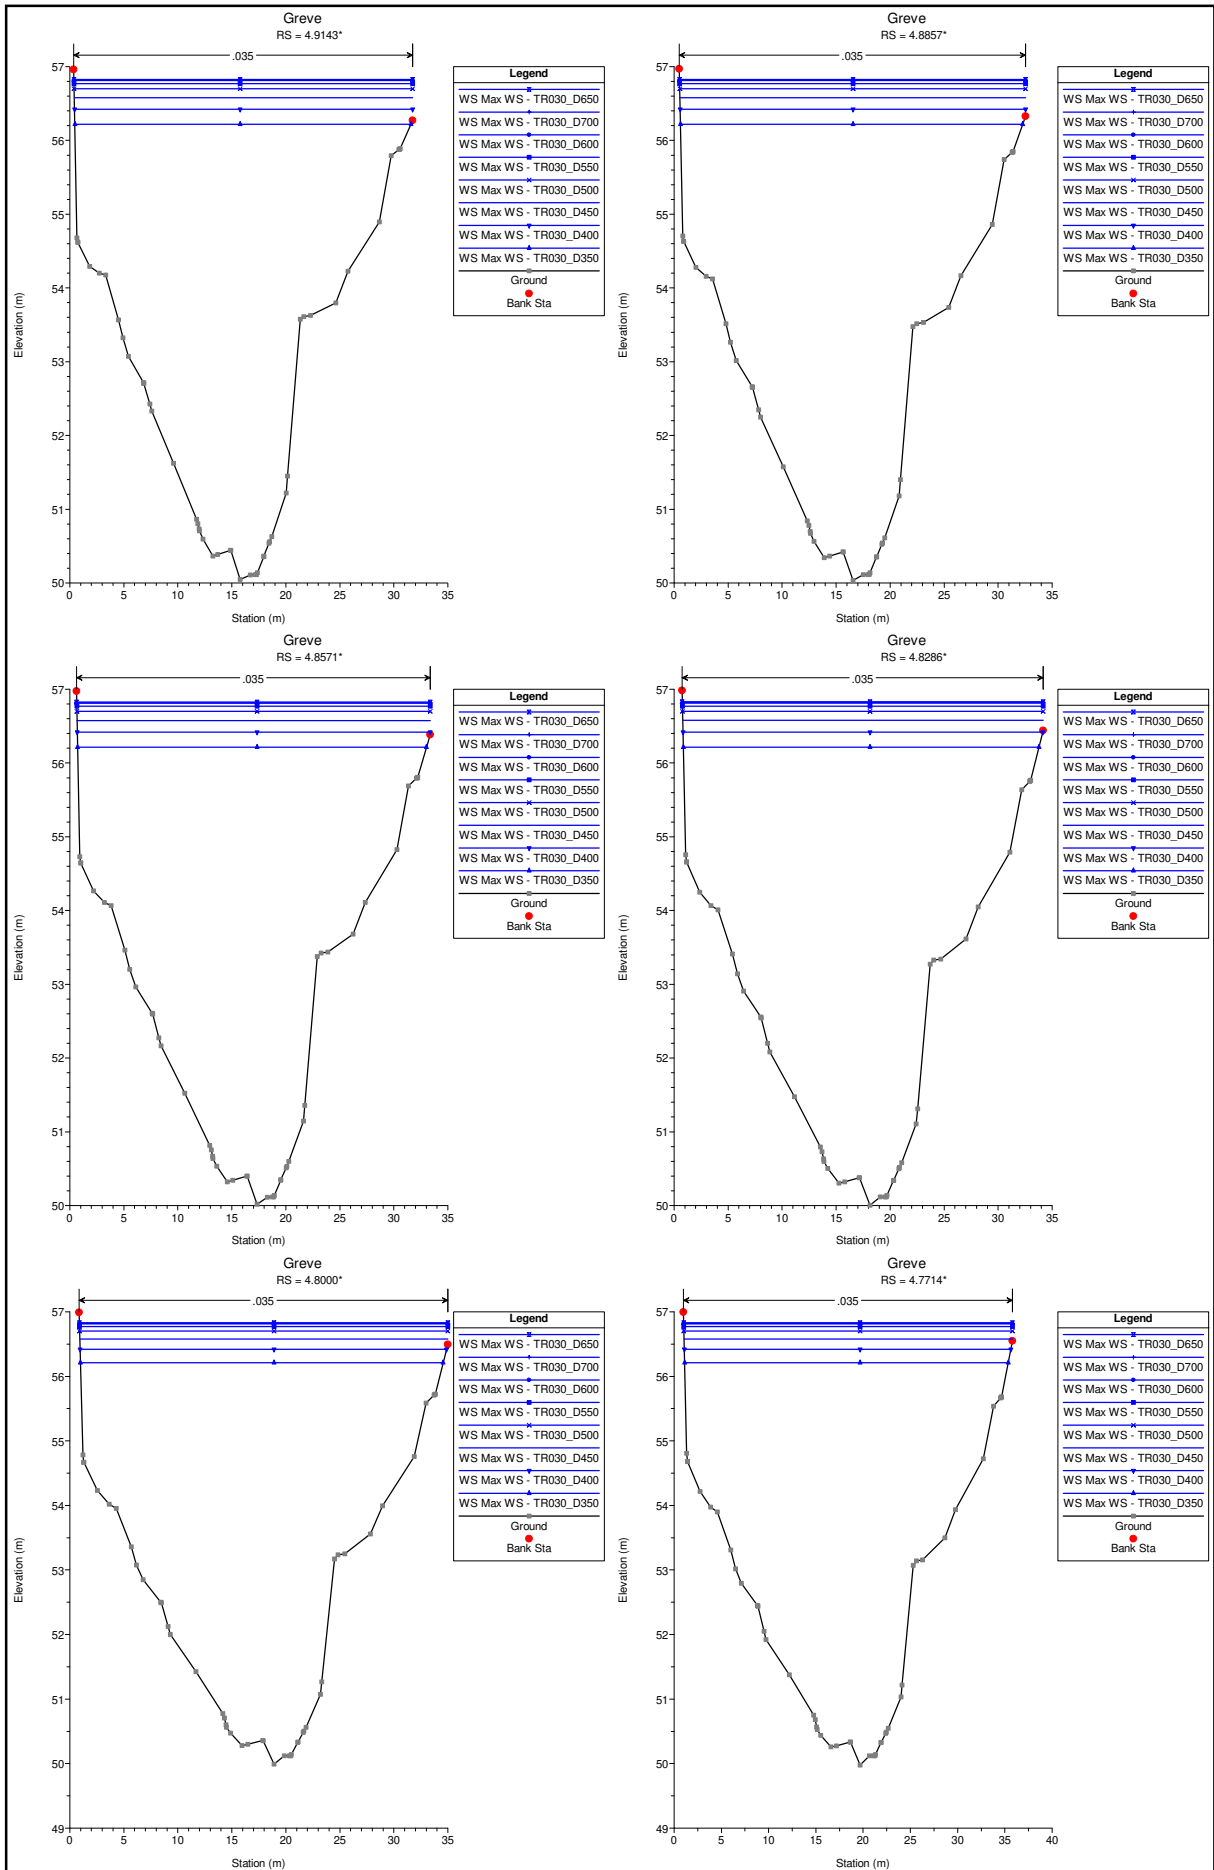 Greve
RS = 4.9143*
.035
57
56
55
54
53
52
51
50
Elevation (m)
0 5 10 15 20 25 30 35
Station (m)
Legend
WS Max WS - TR030_D650
WS Max WS - TR030_D700
WS Max WS - TR030_D600
WS Max WS - TR030_D550
WS Max WS - TR030_D500
WS Max WS - TR030_D450
WS Max WS - TR030_D400
WS Max WS - TR030_D350
Ground
Bank Sta
Greve
RS = 4.8857*
.035
57
56
55
54
53
52
51
50
Elevation (m)
0 5 10 15 20 25 30 35
Station (m)
Legend
WS Max WS - TR030_D650
WS Max WS - TR030_D700
WS Max WS - TR030_D600
WS Max WS - TR030_D550
WS Max WS - TR030_D500
WS Max WS - TR030_D450
WS Max WS - TR030_D400
WS Max WS - TR030_D350
Ground
Bank Sta
Greve
RS = 4.8571*
.035
57
56
55
54
53
52
51
50
Elevation (m)
0 5 10 15 20 25 30 35
Station (m)
Legend
WS Max WS - TR030_D650
WS Max WS - TR030_D700
WS Max WS - TR030_D600
WS Max WS - TR030_D550
WS Max WS - TR030_D500
WS Max WS - TR030_D450
WS Max WS - TR030_D400
WS Max WS - TR030_D350
Ground
Bank Sta
Greve
RS = 4.8286*
.035
57
56
55
54
53
52
51
50
Elevation (m)
0 5 10 15 20 25 30 35
Station (m)
Legend
WS Max WS - TR030_D650
WS Max WS - TR030_D700
WS Max WS - TR030_D600
WS Max WS - TR030_D550
WS Max WS - TR030_D500
WS Max WS - TR030_D450
WS Max WS - TR030_D400
WS Max WS - TR030_D350
Ground
Bank Sta
Greve
RS = 4.8000*
.035
57
56
55
54
53
52
51
50
49
Elevation (m)
0 5 10 15 20 25 30 35
Station (m)
Legend
WS Max WS - TR030_D650
WS Max WS - TR030_D700
WS Max WS - TR030_D600
WS Max WS - TR030_D550
WS Max WS - TR030_D500
WS Max WS - TR030_D450
WS Max WS - TR030_D400
WS Max WS - TR030_D350
Ground
Bank Sta
Greve
RS = 4.7714*
.035
57
56
55
54
53
52
51
50
49
Elevation (m)
0 5 10 15 20 25 30 35 40
Station (m)
Legend
WS Max WS - TR030_D650
WS Max WS - TR030_D700
WS Max WS - TR030_D600
WS Max WS - TR030_D550
WS Max WS - TR030_D500
WS Max WS - TR030_D450
WS Max WS - TR030_D400
WS Max WS - TR030_D350
Ground
Bank Sta